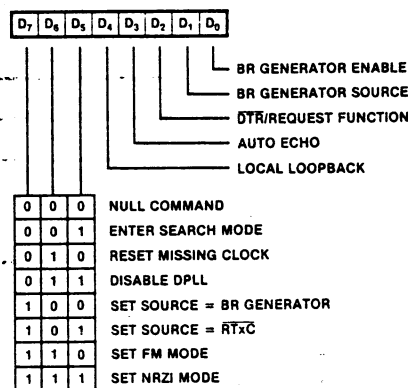 D7 D6 D5 D4 D3 D2 D1 D0
BR GENERATOR ENABLE
BR GENERATOR SOURCE
D̅T̅R̅/REQUEST FUNCTION
AUTO ECHO
LOCAL LOOPBACK
0 0 0 NULL COMMAND
0 0 1 ENTER SEARCH MODE
0 1 0 RESET MISSING CLOCK
0 1 1 DISABLE DPLL
1 0 0 SET SOURCE = BR GENERATOR
1 0 1 SET SOURCE = R̅T̅x̅C̅
1 1 0 SET FM MODE
1 1 1 SET NRZI MODE